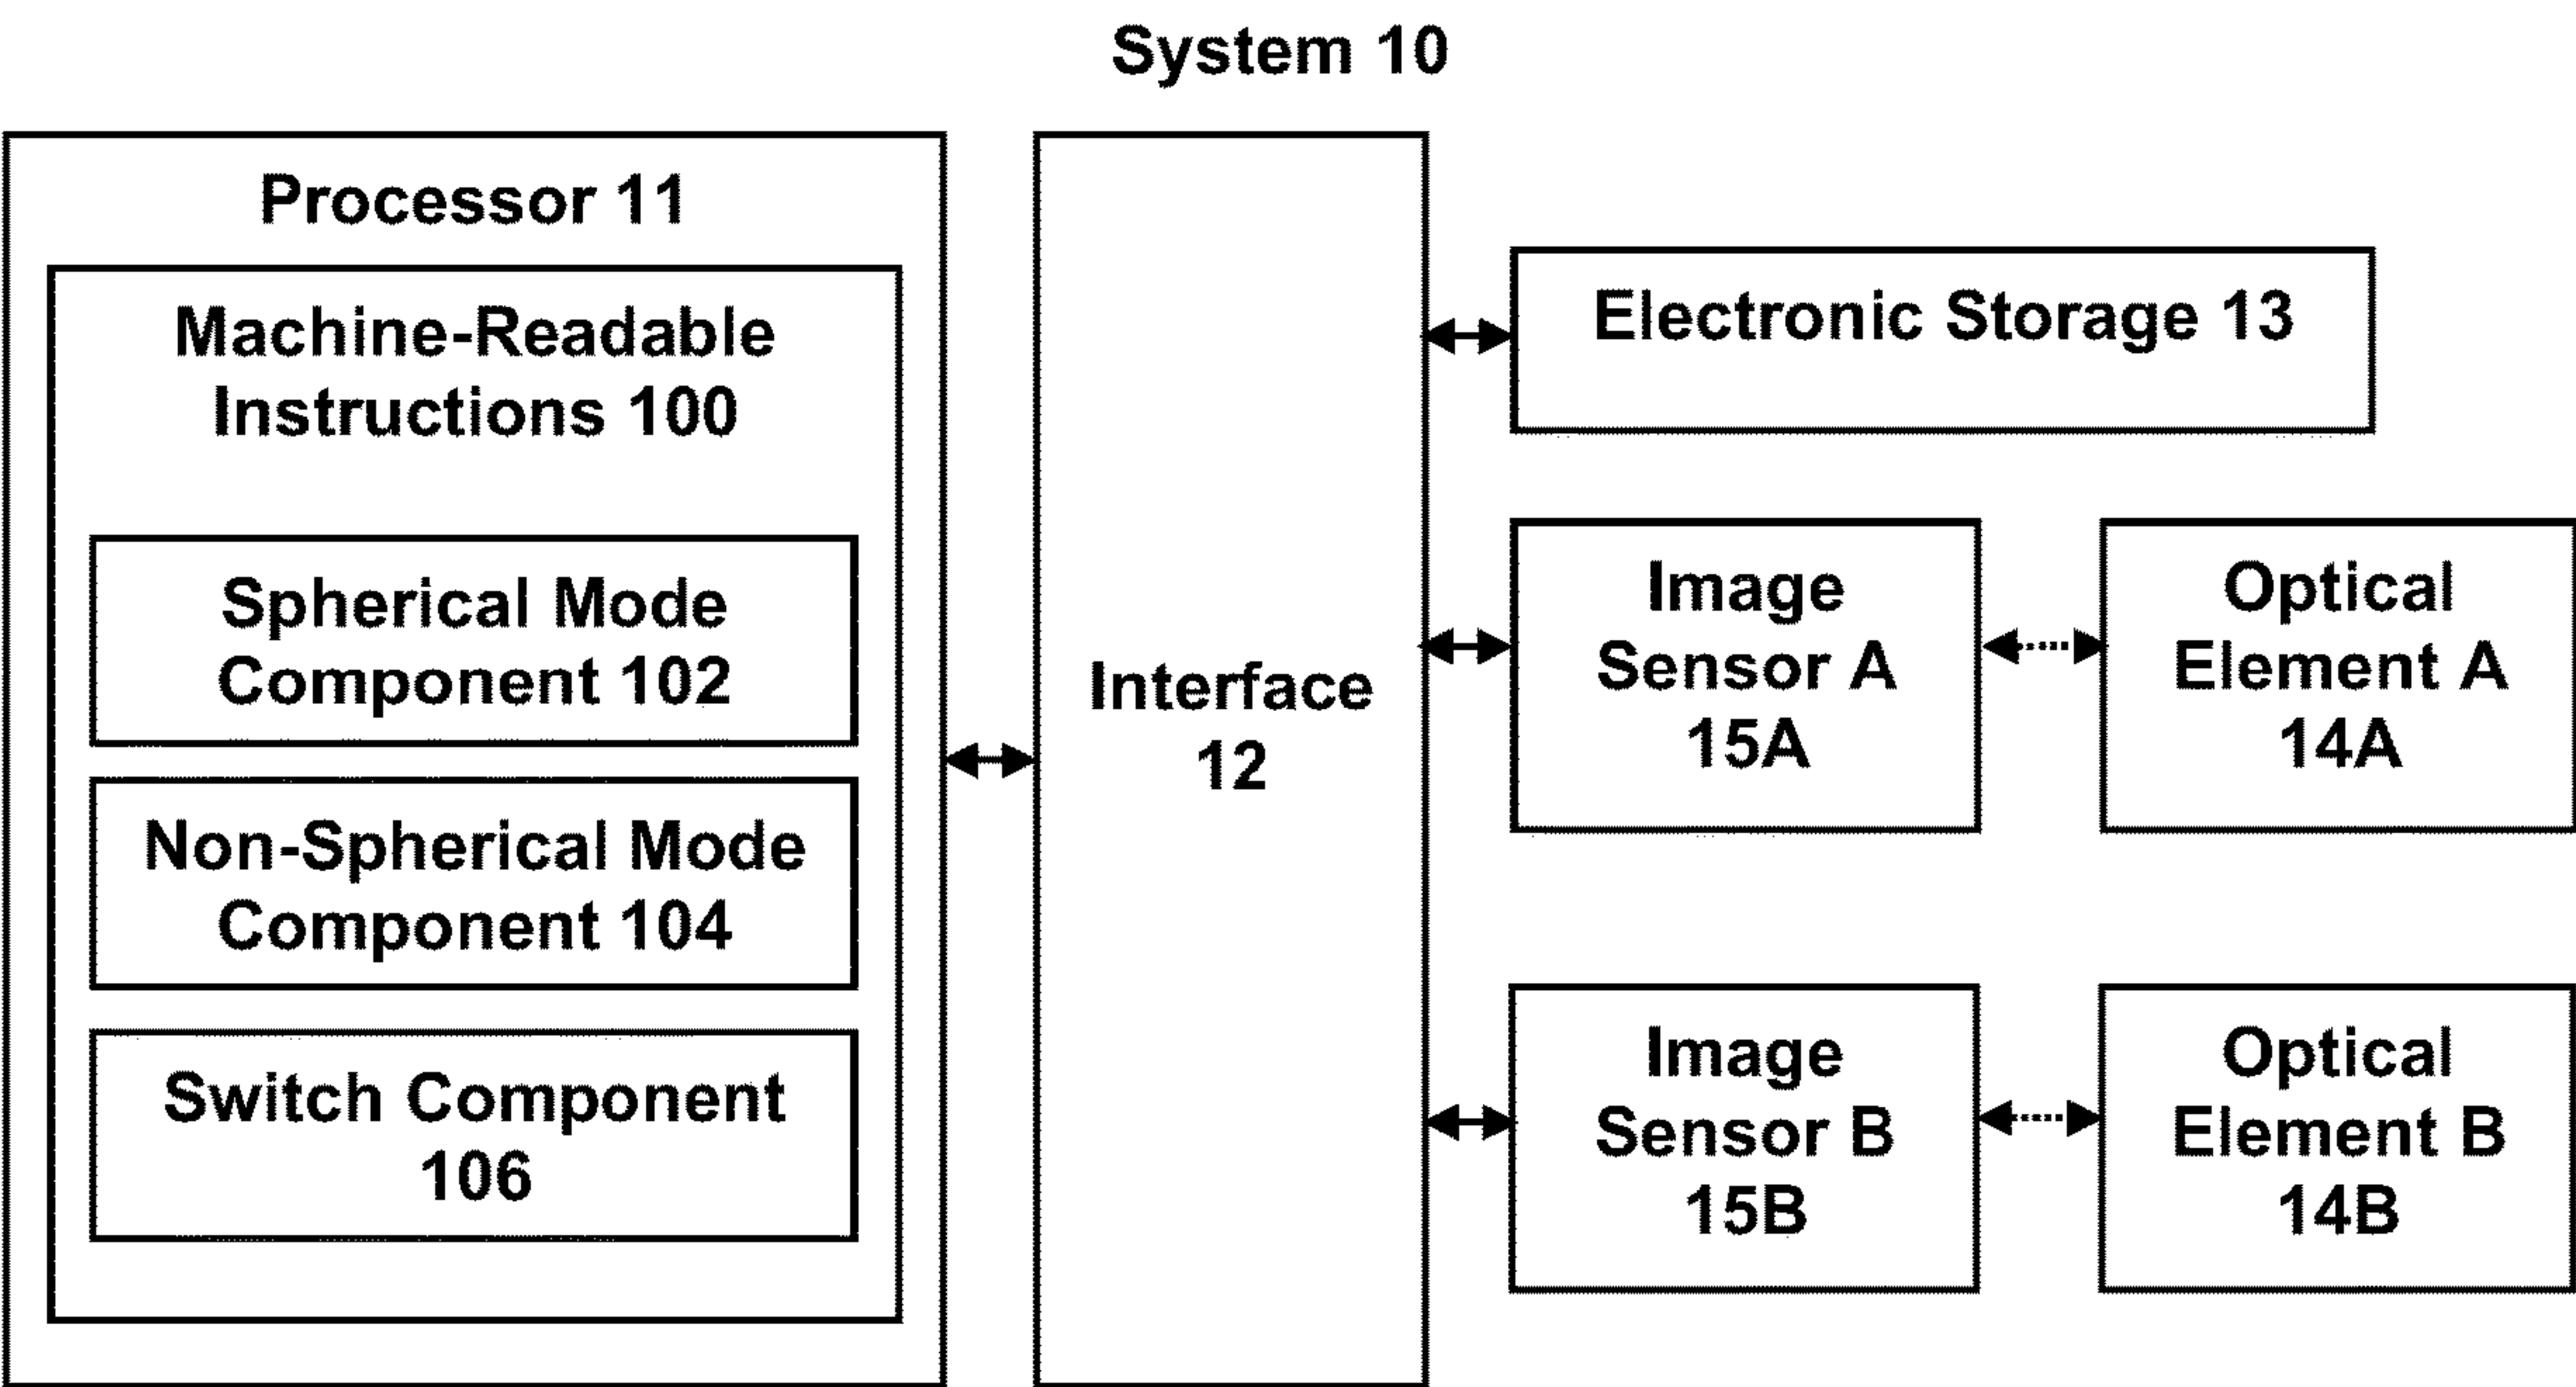 System 10
Processor 11
Machine-Readable
Instructions 100
Spherical Mode
Component 102
Non-Spherical Mode
Component 104
Switch Component
106
Interface
12
Electronic Storage 13
Image
Sensor A
15A
Optical
Element A
14A
Image
Sensor B
15B
Optical
Element B
14B